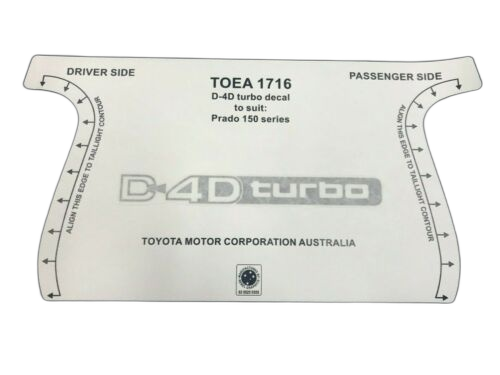 DRIVER SIDE
PASSENGER SIDE
TOEA 1716
D-4D turbo decal
to suit:
Prado 150 series
ALIGN THIS EDGE TO TAILLIGHT CONTOUR
ALIGN THIS EDGE TO TAILLIGHT CONTOUR
D-4D turbo
TOYOTA MOTOR CORPORATION AUSTRALIA